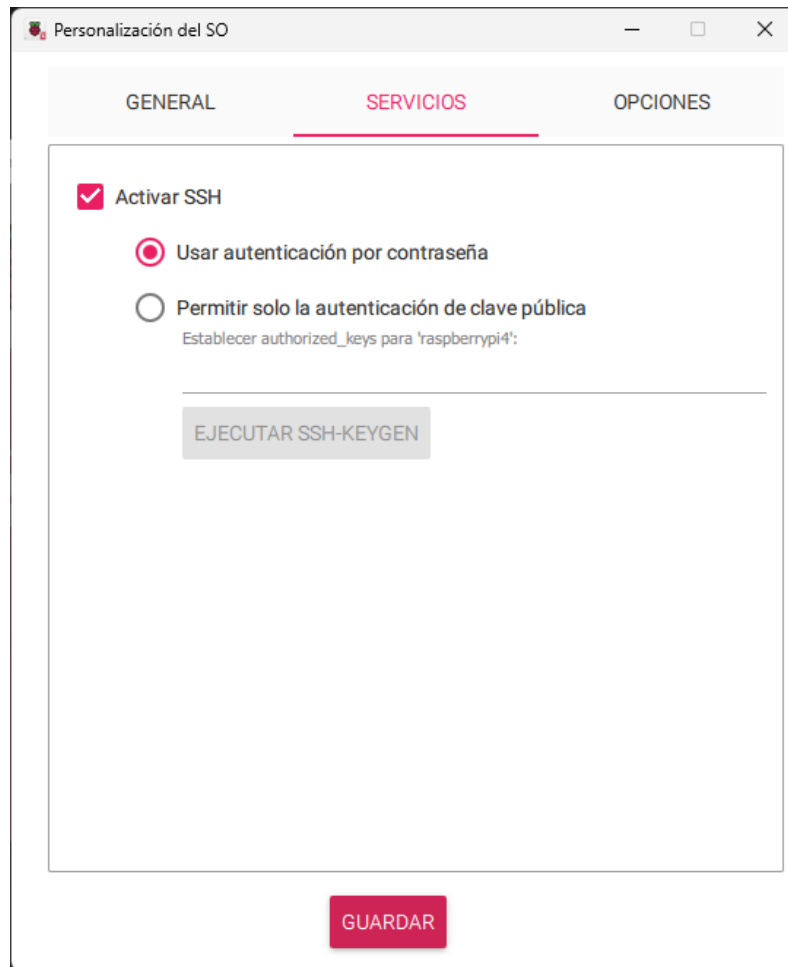 Personalización del SO
GENERAL SERVICIOS OPCIONES
Activar SSH
Usar autenticación por contraseña
Permitir solo la autenticación de clave pública
Establecer authorized_keys para 'raspberrypi4':
EJECUTAR SSH-KEYGEN
GUARDAR